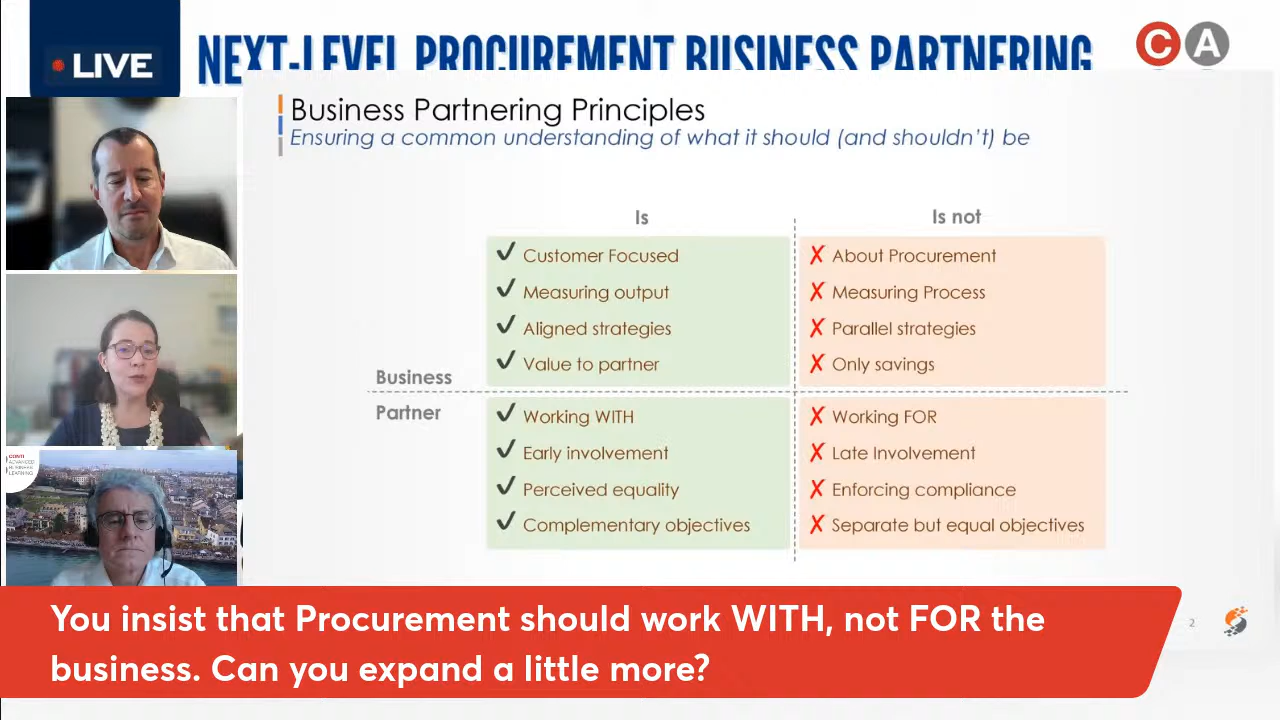 LIVE
NEXT-LEVEL PROCUREMENT BUSINESS PARTNERING
C A
Business Partnering Principles
Ensuring a common understanding of what it should (and shouldn't) be
Is
Is not
✓ Customer Focused
✗ About Procurement
✓ Measuring output
✗ Measuring Process
✓ Aligned strategies
✗ Parallel strategies
✓ Value to partner
✗ Only savings
Business
Partner
✓ Working WITH
✗ Working FOR
✓ Early involvement
✗ Late Involvement
✓ Perceived equality
✗ Enforcing compliance
✓ Complementary objectives
✗ Separate but equal objectives
CONTI
ADVANCED
BUSINESS
LEARNING
2
You insist that Procurement should work WITH, not FOR the
business. Can you expand a little more?